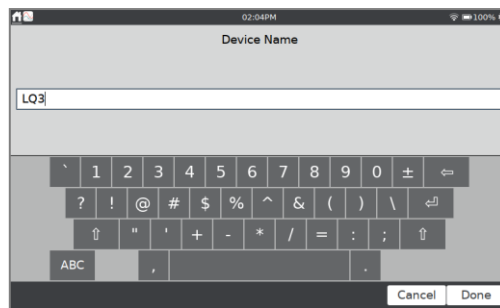 02:04PM 100%
Device Name
LQ3
` 1 2 3 4 5 6 7 8 9 0 ±
? ! @ # $ % ^ & ( ) \
" ' + - * / = : ;
ABC , .
Cancel Done